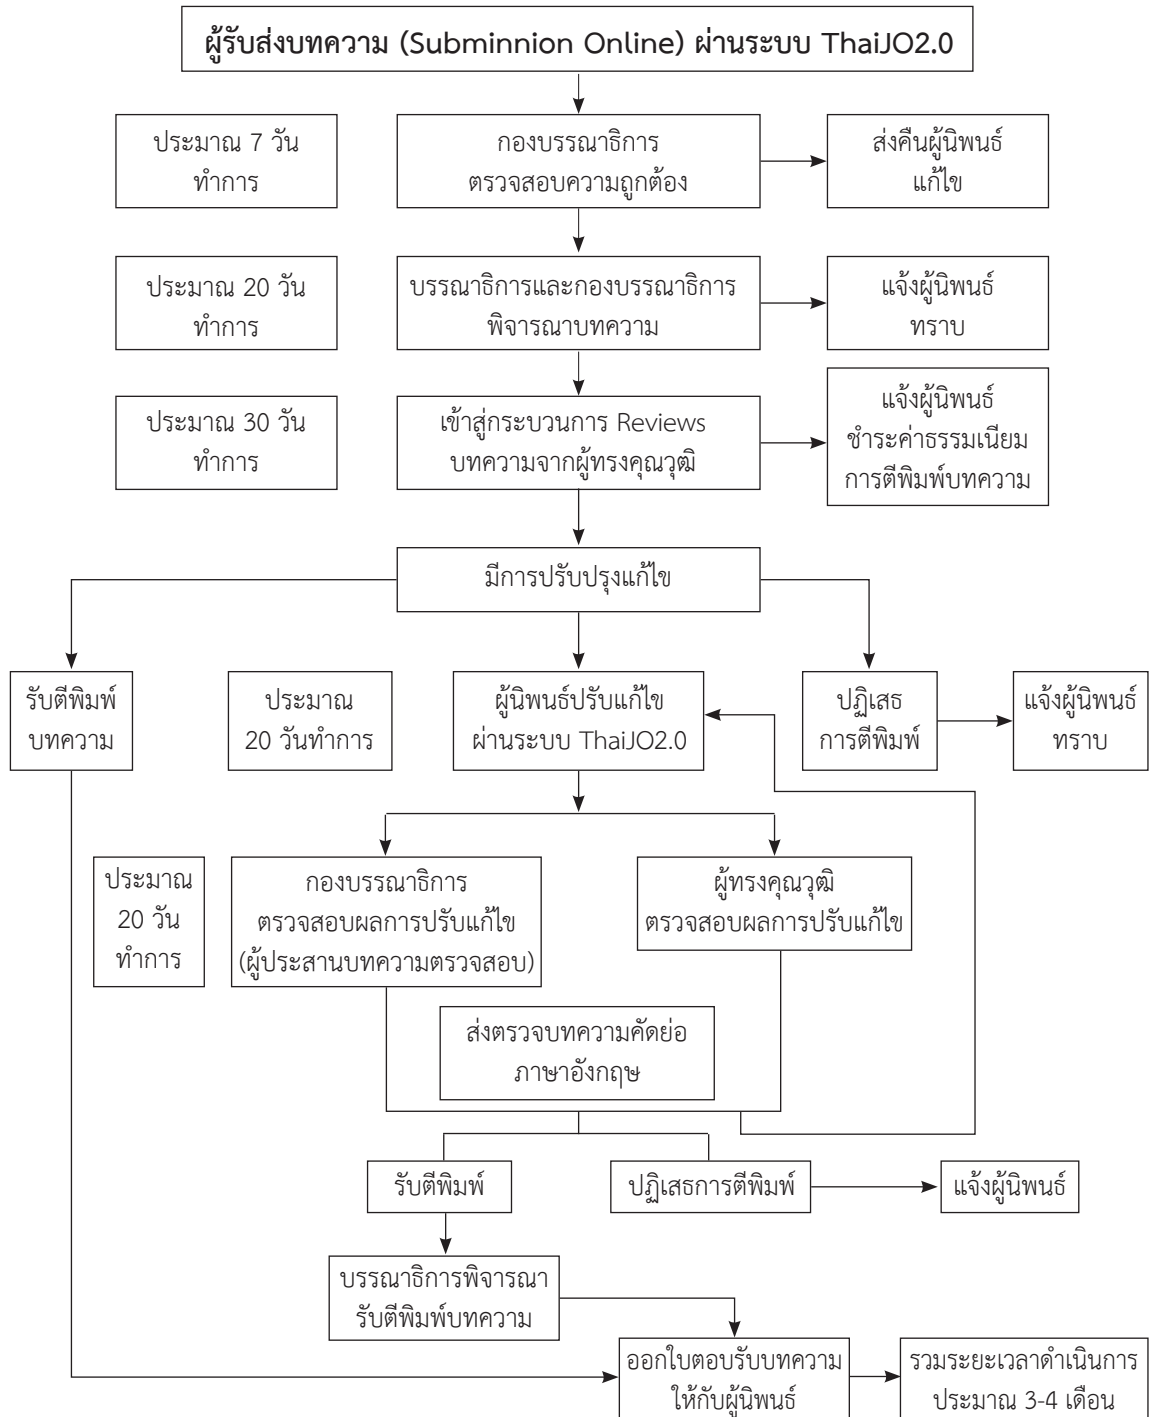 ผู้รับส่งบทความ (Subminnion Online) ผ่านระบบ ThaiJO2.0
ประมาณ 7 วัน
ทำการ
กองบรรณาธิการ
ตรวจสอบความถูกต้อง
ส่งคืนผู้นิพนธ์
แก้ไข
ประมาณ 20 วัน
ทำการ
บรรณาธิการและกองบรรณาธิการ
พิจารณาบทความ
แจ้งผู้นิพนธ์
ทราบ
ประมาณ 30 วัน
ทำการ
เข้าสู่กระบวนการ Reviews
บทความจากผู้ทรงคุณวุฒิ
แจ้งผู้นิพนธ์
ชำระค่าธรรมเนียม
การตีพิมพ์บทความ
มีการปรับปรุงแก้ไข
รับตีพิมพ์
บทความ
ประมาณ
20 วันทำการ
ผู้นิพนธ์ปรับแก้ไข
ผ่านระบบ ThaiJO2.0
ปฏิเสธ
การตีพิมพ์
แจ้งผู้นิพนธ์
ทราบ
ประมาณ
20 วัน
ทำการ
กองบรรณาธิการ
ตรวจสอบผลการปรับแก้ไข
(ผู้ประสานบทความตรวจสอบ)
ผู้ทรงคุณวุฒิ
ตรวจสอบผลการปรับแก้ไข
ส่งตรวจบทความคัดย่อ
ภาษาอังกฤษ
รับตีพิมพ์
ปฏิเสธการตีพิมพ์
แจ้งผู้นิพนธ์
บรรณาธิการพิจารณา
รับตีพิมพ์บทความ
ออกใบตอบรับบทความ
ให้กับผู้นิพนธ์
รวมระยะเวลาดำเนินการ
ประมาณ 3-4 เดือน